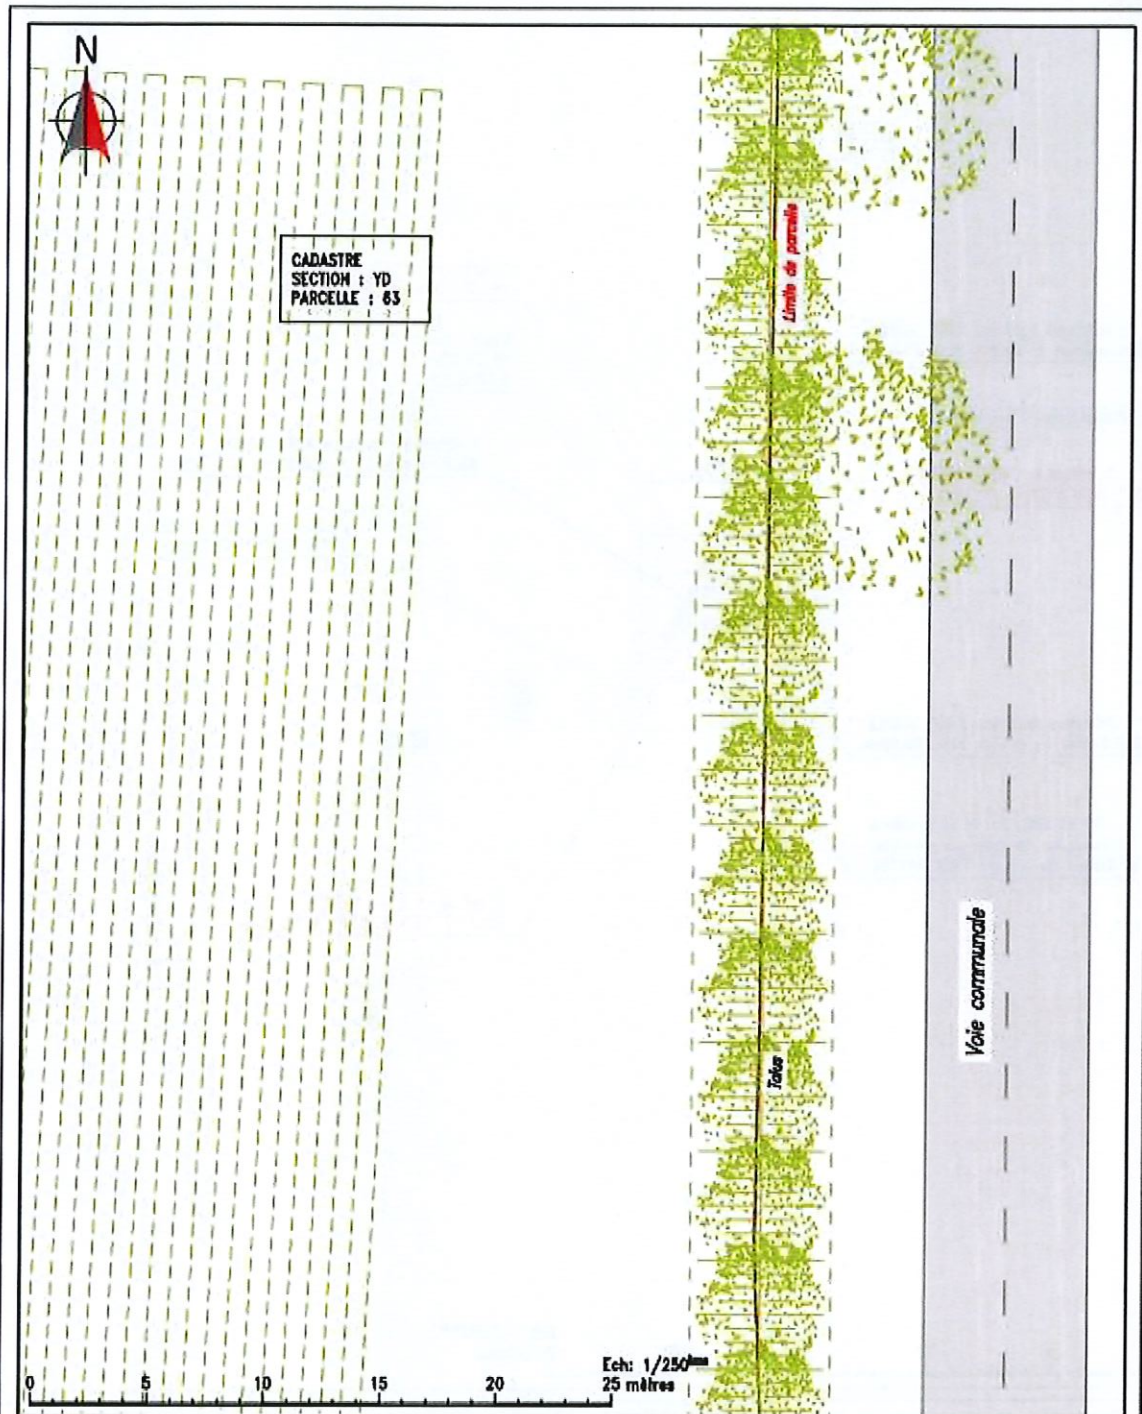 N
CADASTRE
SECTION : YD
PARCELLE : 63
Limite de parcelle
Voie communale
Talus
Ech: 1/250ème
0 5 10 15 20 25 mètres